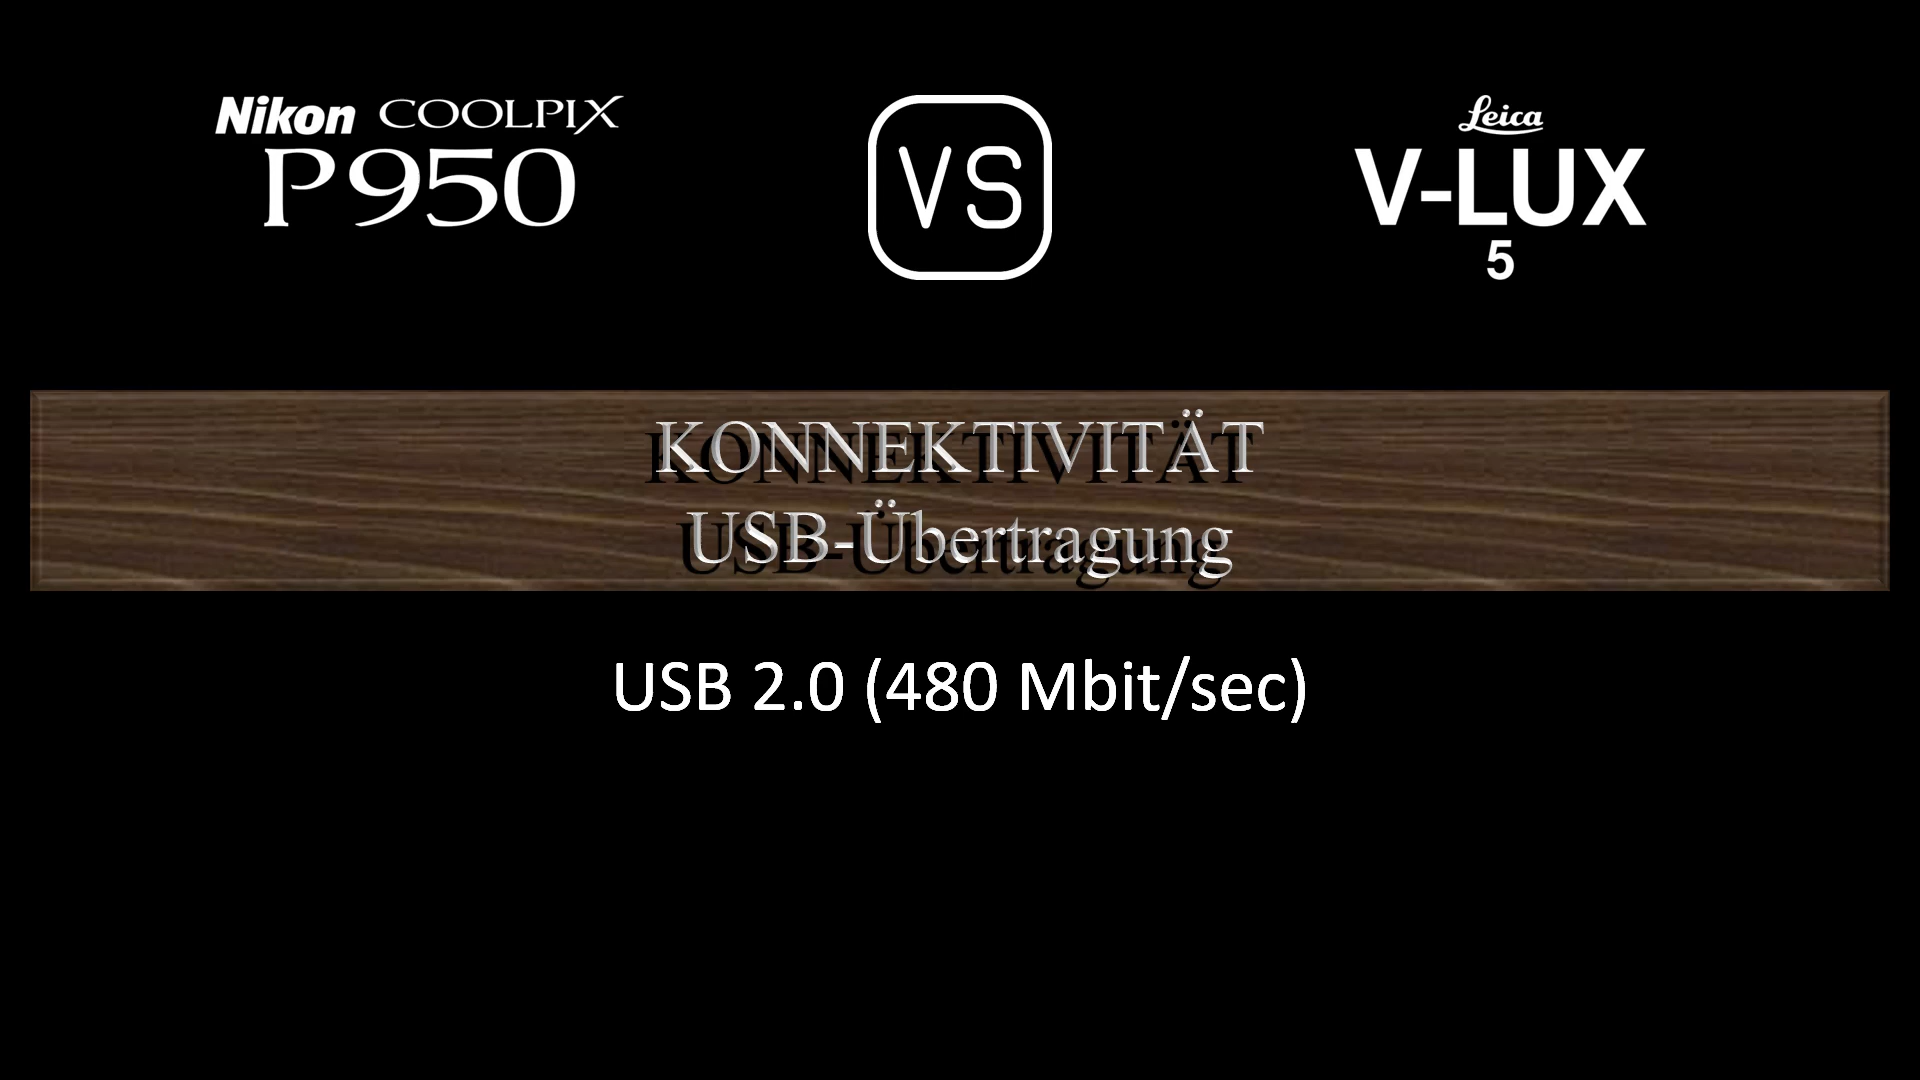 Nikon COOLPIX
P950
VS
Leica
V-LUX
5
KONNEKTIVITÄT
USB-Übertragung
USB 2.0 (480 Mbit/sec)